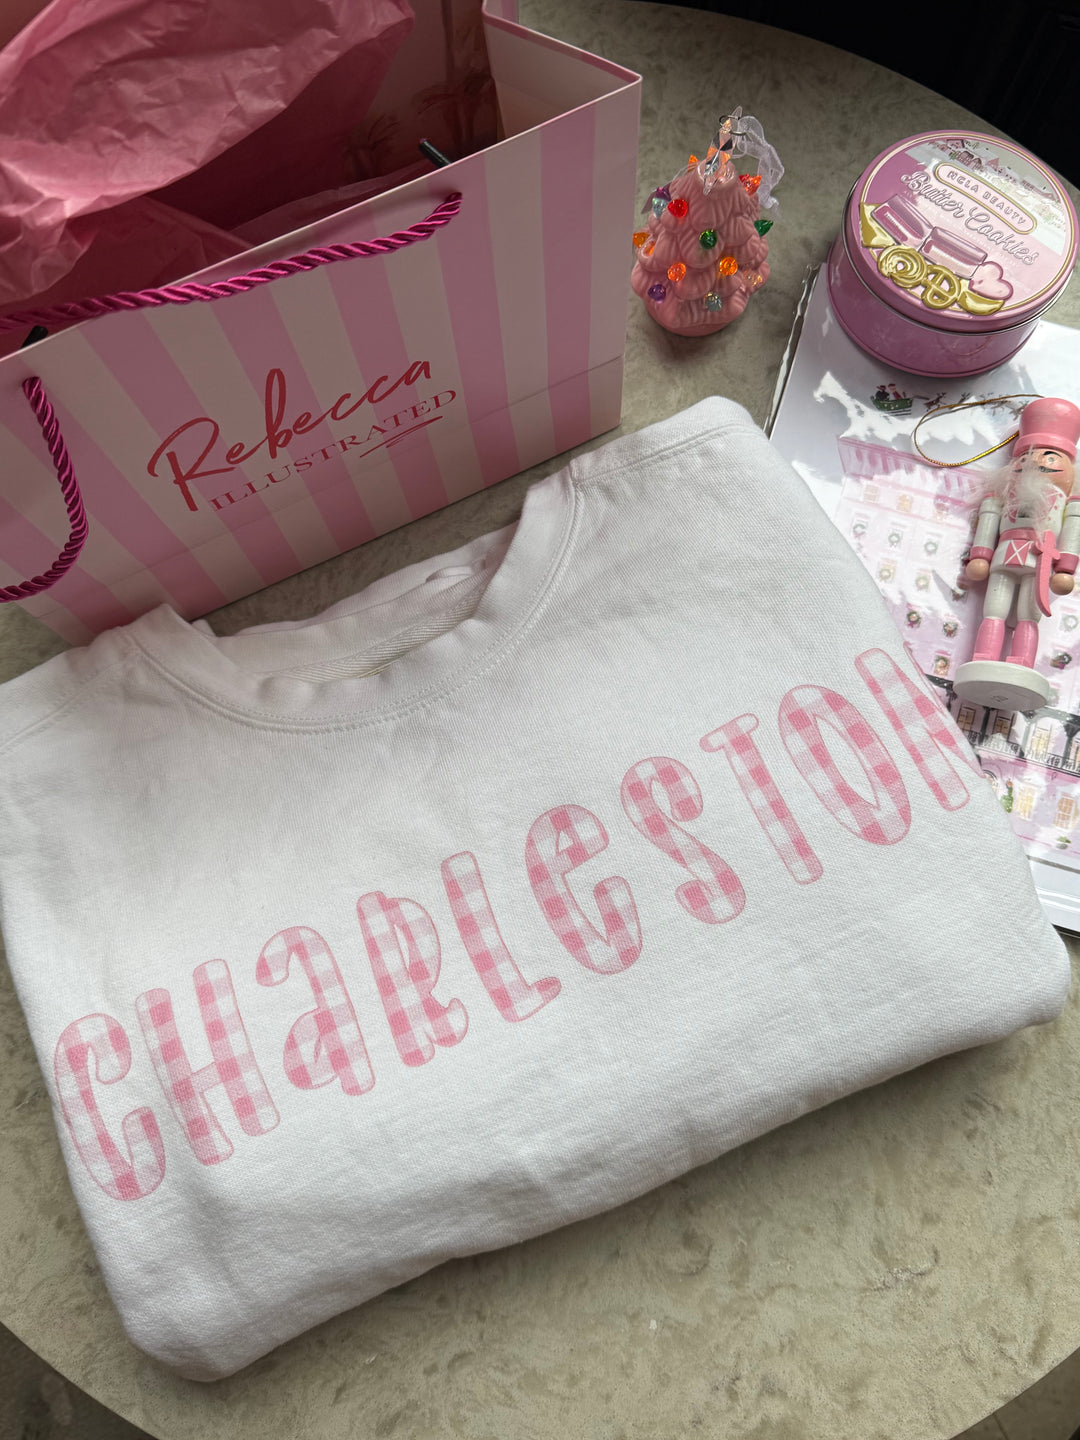 Rebecca
ILLUSTRATED
NCLA BEAUTY
Butter Cookies
CHaRLeSTON